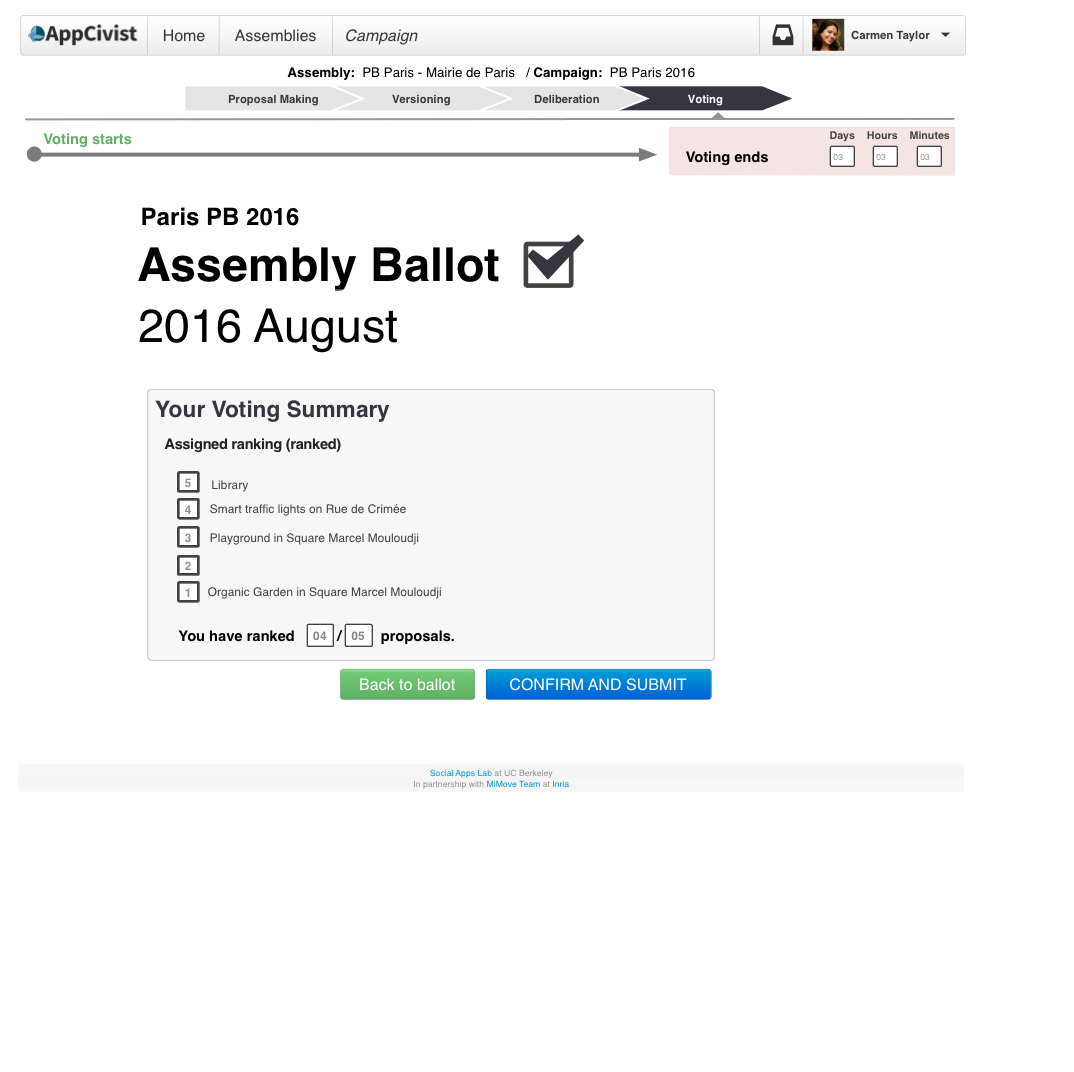 AppCivist Home Assemblies Campaign Carmen Taylor
Assembly: PB Paris - Mairie de Paris / Campaign: PB Paris 2016
Proposal Making Versioning Deliberation Voting
Voting starts
Days Hours Minutes
Voting ends 03 03 03
Paris PB 2016
Assembly Ballot
2016 August
Your Voting Summary
Assigned ranking (ranked)
5 Library
4 Smart traffic lights on Rue de Crimée
3 Playground in Square Marcel Mouloudji
2
1 Organic Garden in Square Marcel Mouloudji
You have ranked 04 / 05 proposals.
Back to ballot CONFIRM AND SUBMIT
Social Apps Lab at UC Berkeley
In partnership with MiMove Team at Inria